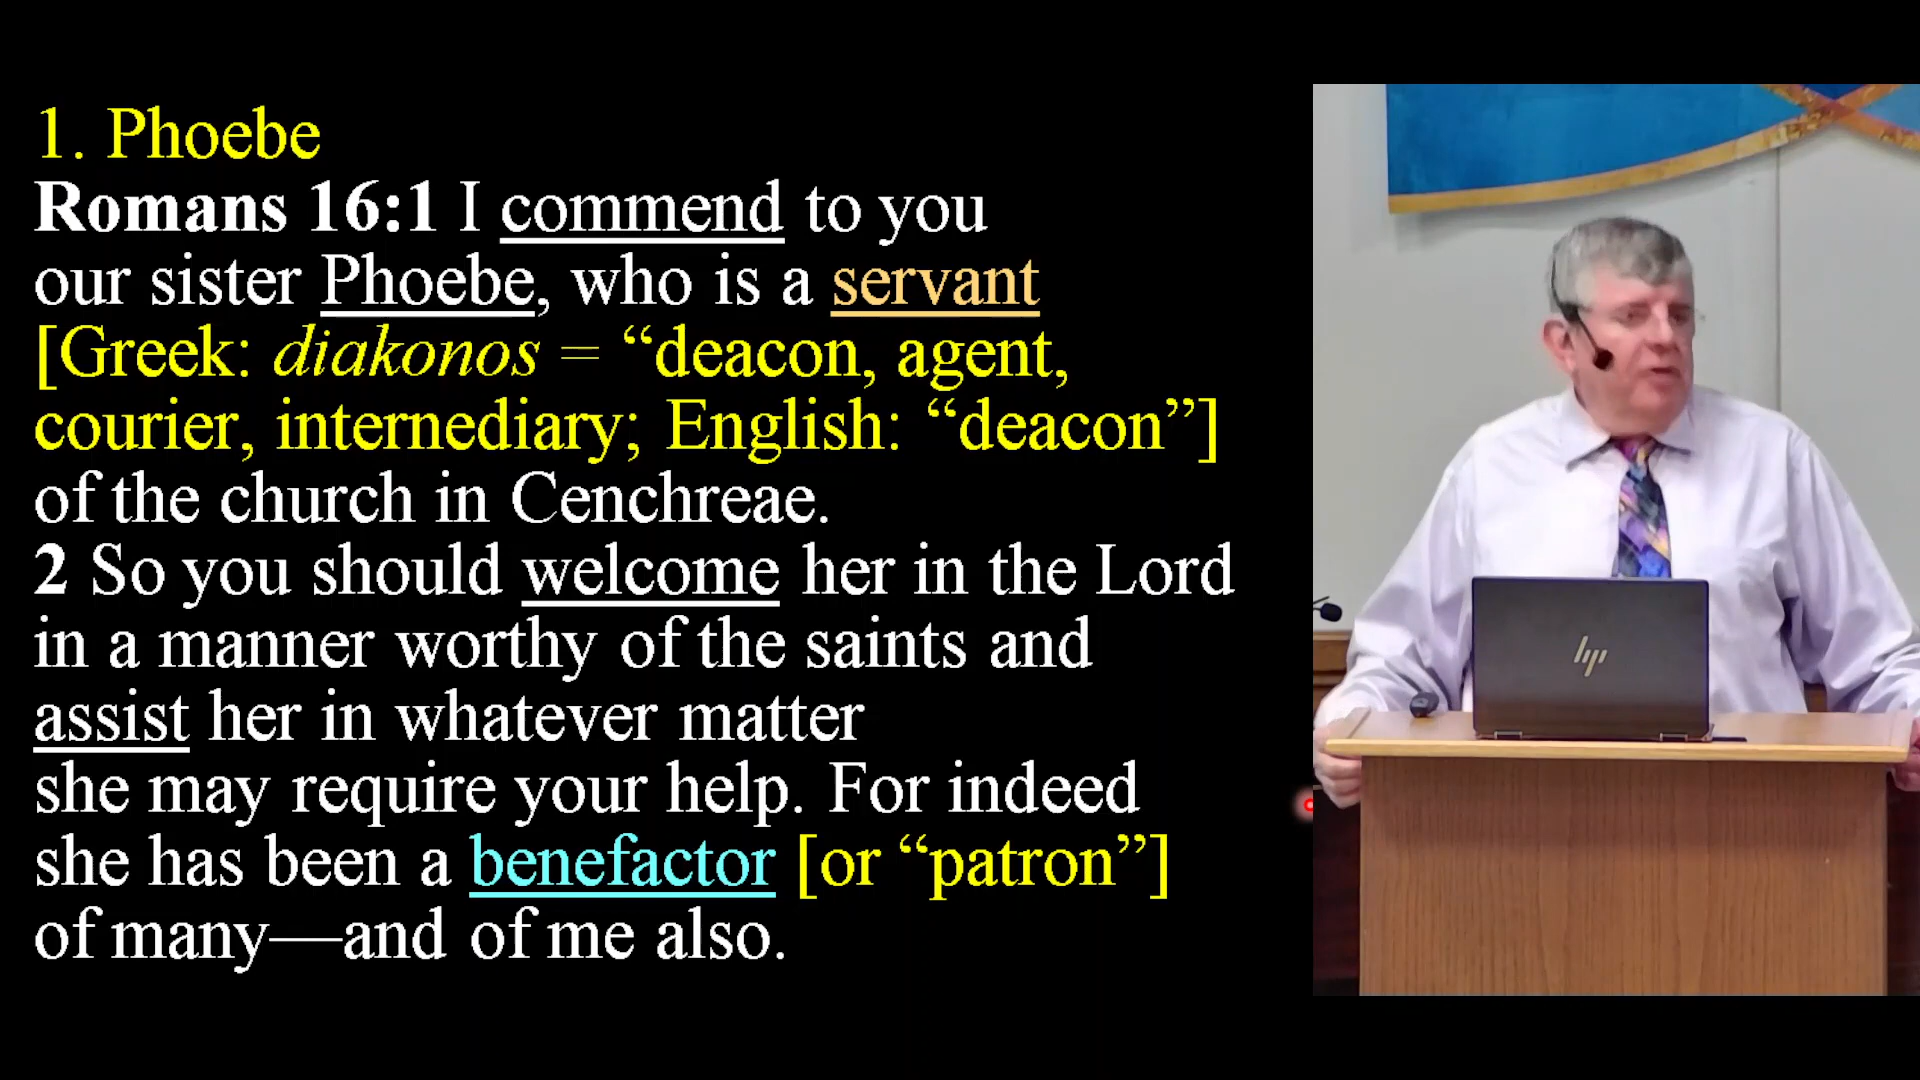 1. Phoebe
Romans 16:1 I commend to you
our sister Phoebe, who is a servant
[Greek: diakonos = “deacon, agent,
courier, internediary; English: “deacon”]
of the church in Cenchreae.
2 So you should welcome her in the Lord
in a manner worthy of the saints and
assist her in whatever matter
she may require your help. For indeed
she has been a benefactor [or “patron”]
of many—and of me also.
hp